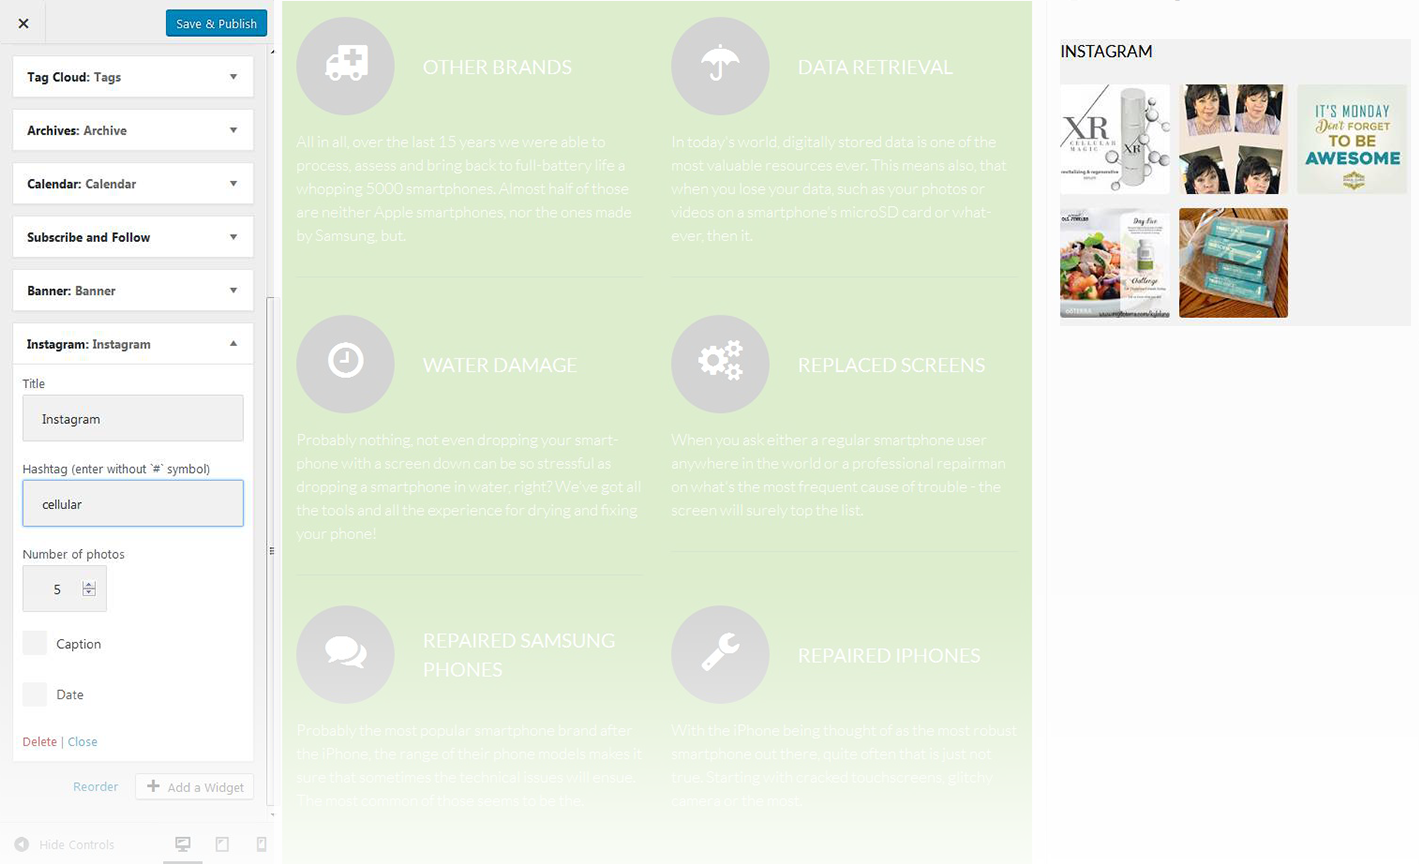 Save & Publish
Tag Cloud: Tags
Archives: Archive
Calendar: Calendar
Subscribe and Follow
Banner: Banner
Instagram: Instagram
Title
Instagram
Hashtag (enter without `#` symbol)
cellular
Number of photos
5
Caption
Date
Delete | Close
Reorder
Add a Widget
Hide Controls
OTHER BRANDS
All in all, over the last 15 years we were able to
process, assess and bring back to full-battery life a
whopping 5000 smartphones. Almost half of those
are neither Apple smartphones, nor the ones made
by Samsung, but.
DATA RETRIEVAL
In today's world, digitally stored data is one of the
most valuable resources ever. This means also, that
when you lose your data, such as your photos or
videos on a smartphone's microSD card or what-
ever, then it.
WATER DAMAGE
Probably nothing, not even dropping your smart-
phone with a screen down can be so stressful as
dropping a smartphone in water, right? We've got all
the tools and all the experience for drying and fixing
your phone!
REPLACED SCREENS
When you ask either a regular smartphone user
anywhere in the world or a professional repairman
on what's the most frequent cause of trouble - the
screen will surely top the list.
REPAIRED SAMSUNG
PHONES
Probably the most popular smartphone brand after
the iPhone, the range of their phone models makes it
sure that sometimes the technical issues will ensue.
The most common of those seems to be the.
REPAIRED IPHONES
With the iPhone being thought of as the most robust
smartphone out there, quite often that is just not
true. Starting with cracked touchscreens, glitchy
camera or the most
INSTAGRAM
XR
CELLULAR
MAGIC
revitalizing & regenerative
serum
XR
IT'S MONDAY
Don't FORGET
TO BE
AWESOME
Day Five
Challenge
doTERRA